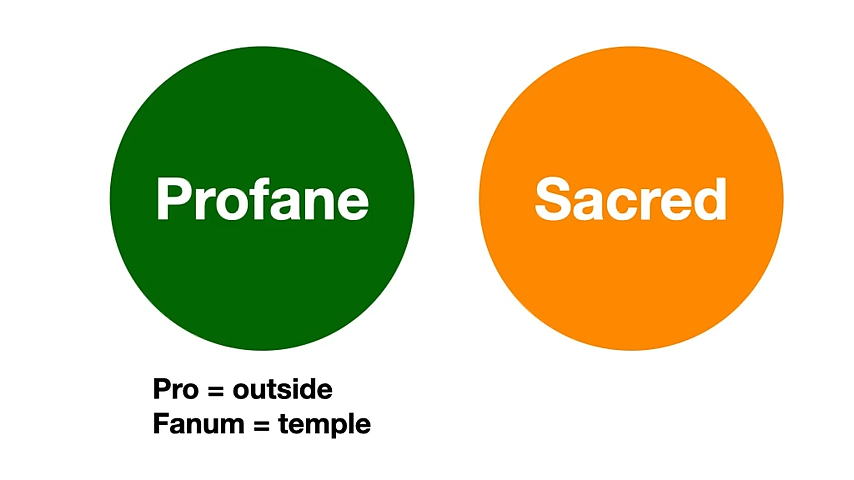 Profane
Sacred
Pro = outside
Fanum = temple